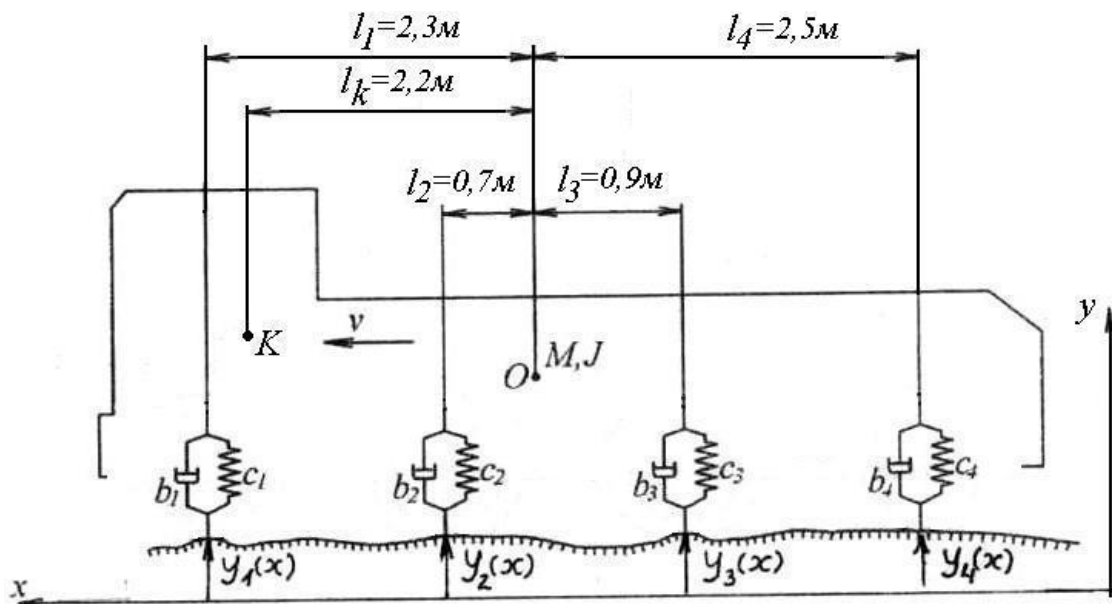 l₁=2,3м
l₄=2,5м
lₖ=2,2м
l₂=0,7м
l₃=0,9м
y
v
K
O
M,J
b₁
c₁
b₂
c₂
b₃
c₃
b₄
c₄
y₁(x)
y₂(x)
y₃(x)
y₄(x)
x